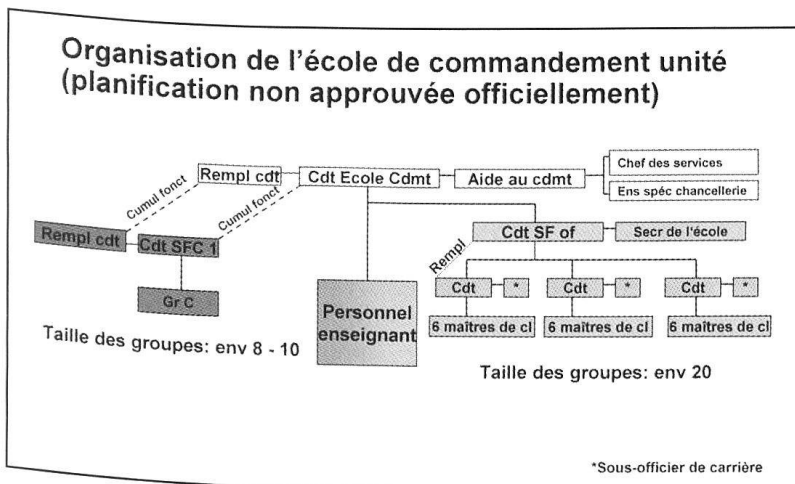 Organisation de l'école de commandement unité
(planification non approuvée officiellement)
Rempl cdt
Cdt Ecole Cdmt
Aide au cdmt
Chef des services
Ens spéc chancellerie
Cumul fonct
Cumul fonct
Rempl cdt
Cdt SFC 1
Gr C
Taille des groupes: env 8 - 10
Personnel
enseignant
Cdt SF of
Secr de l'école
Rempl
Cdt
*
Cdt
*
Cdt
*
6 maîtres de cl
6 maîtres de cl
6 maîtres de cl
Taille des groupes: env 20
*Sous-officier de carrière